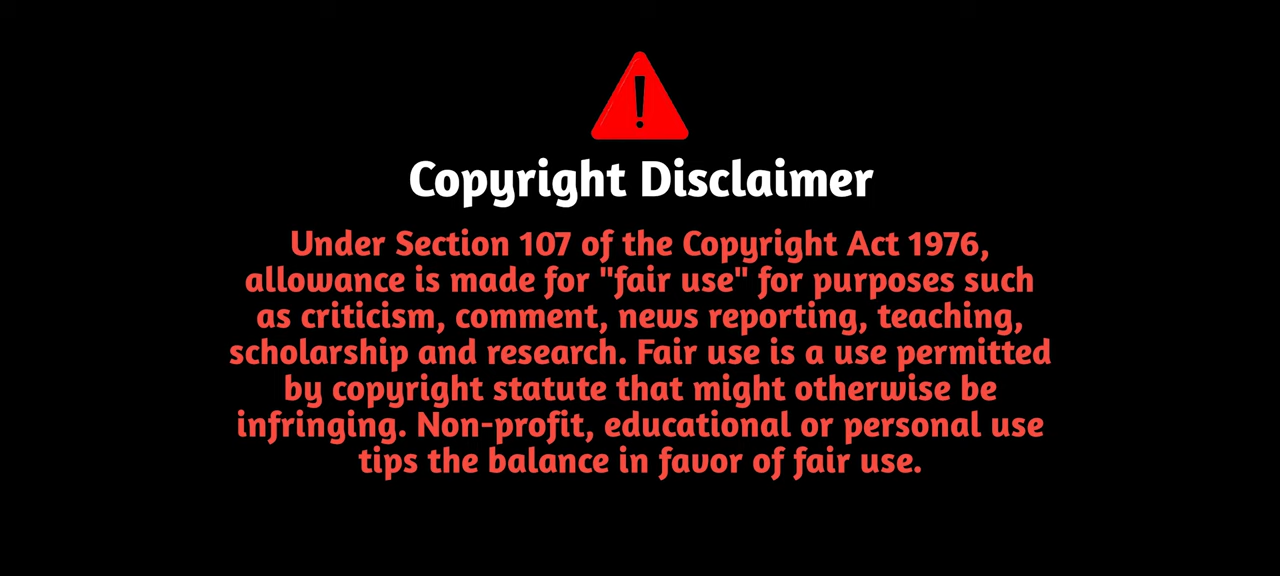 Copyright Disclaimer
Under Section 107 of the Copyright Act 1976,
allowance is made for "fair use" for purposes such
as criticism, comment, news reporting, teaching,
scholarship and research. Fair use is a use permitted
by copyright statute that might otherwise be
infringing. Non-profit, educational or personal use
tips the balance in favor of fair use.